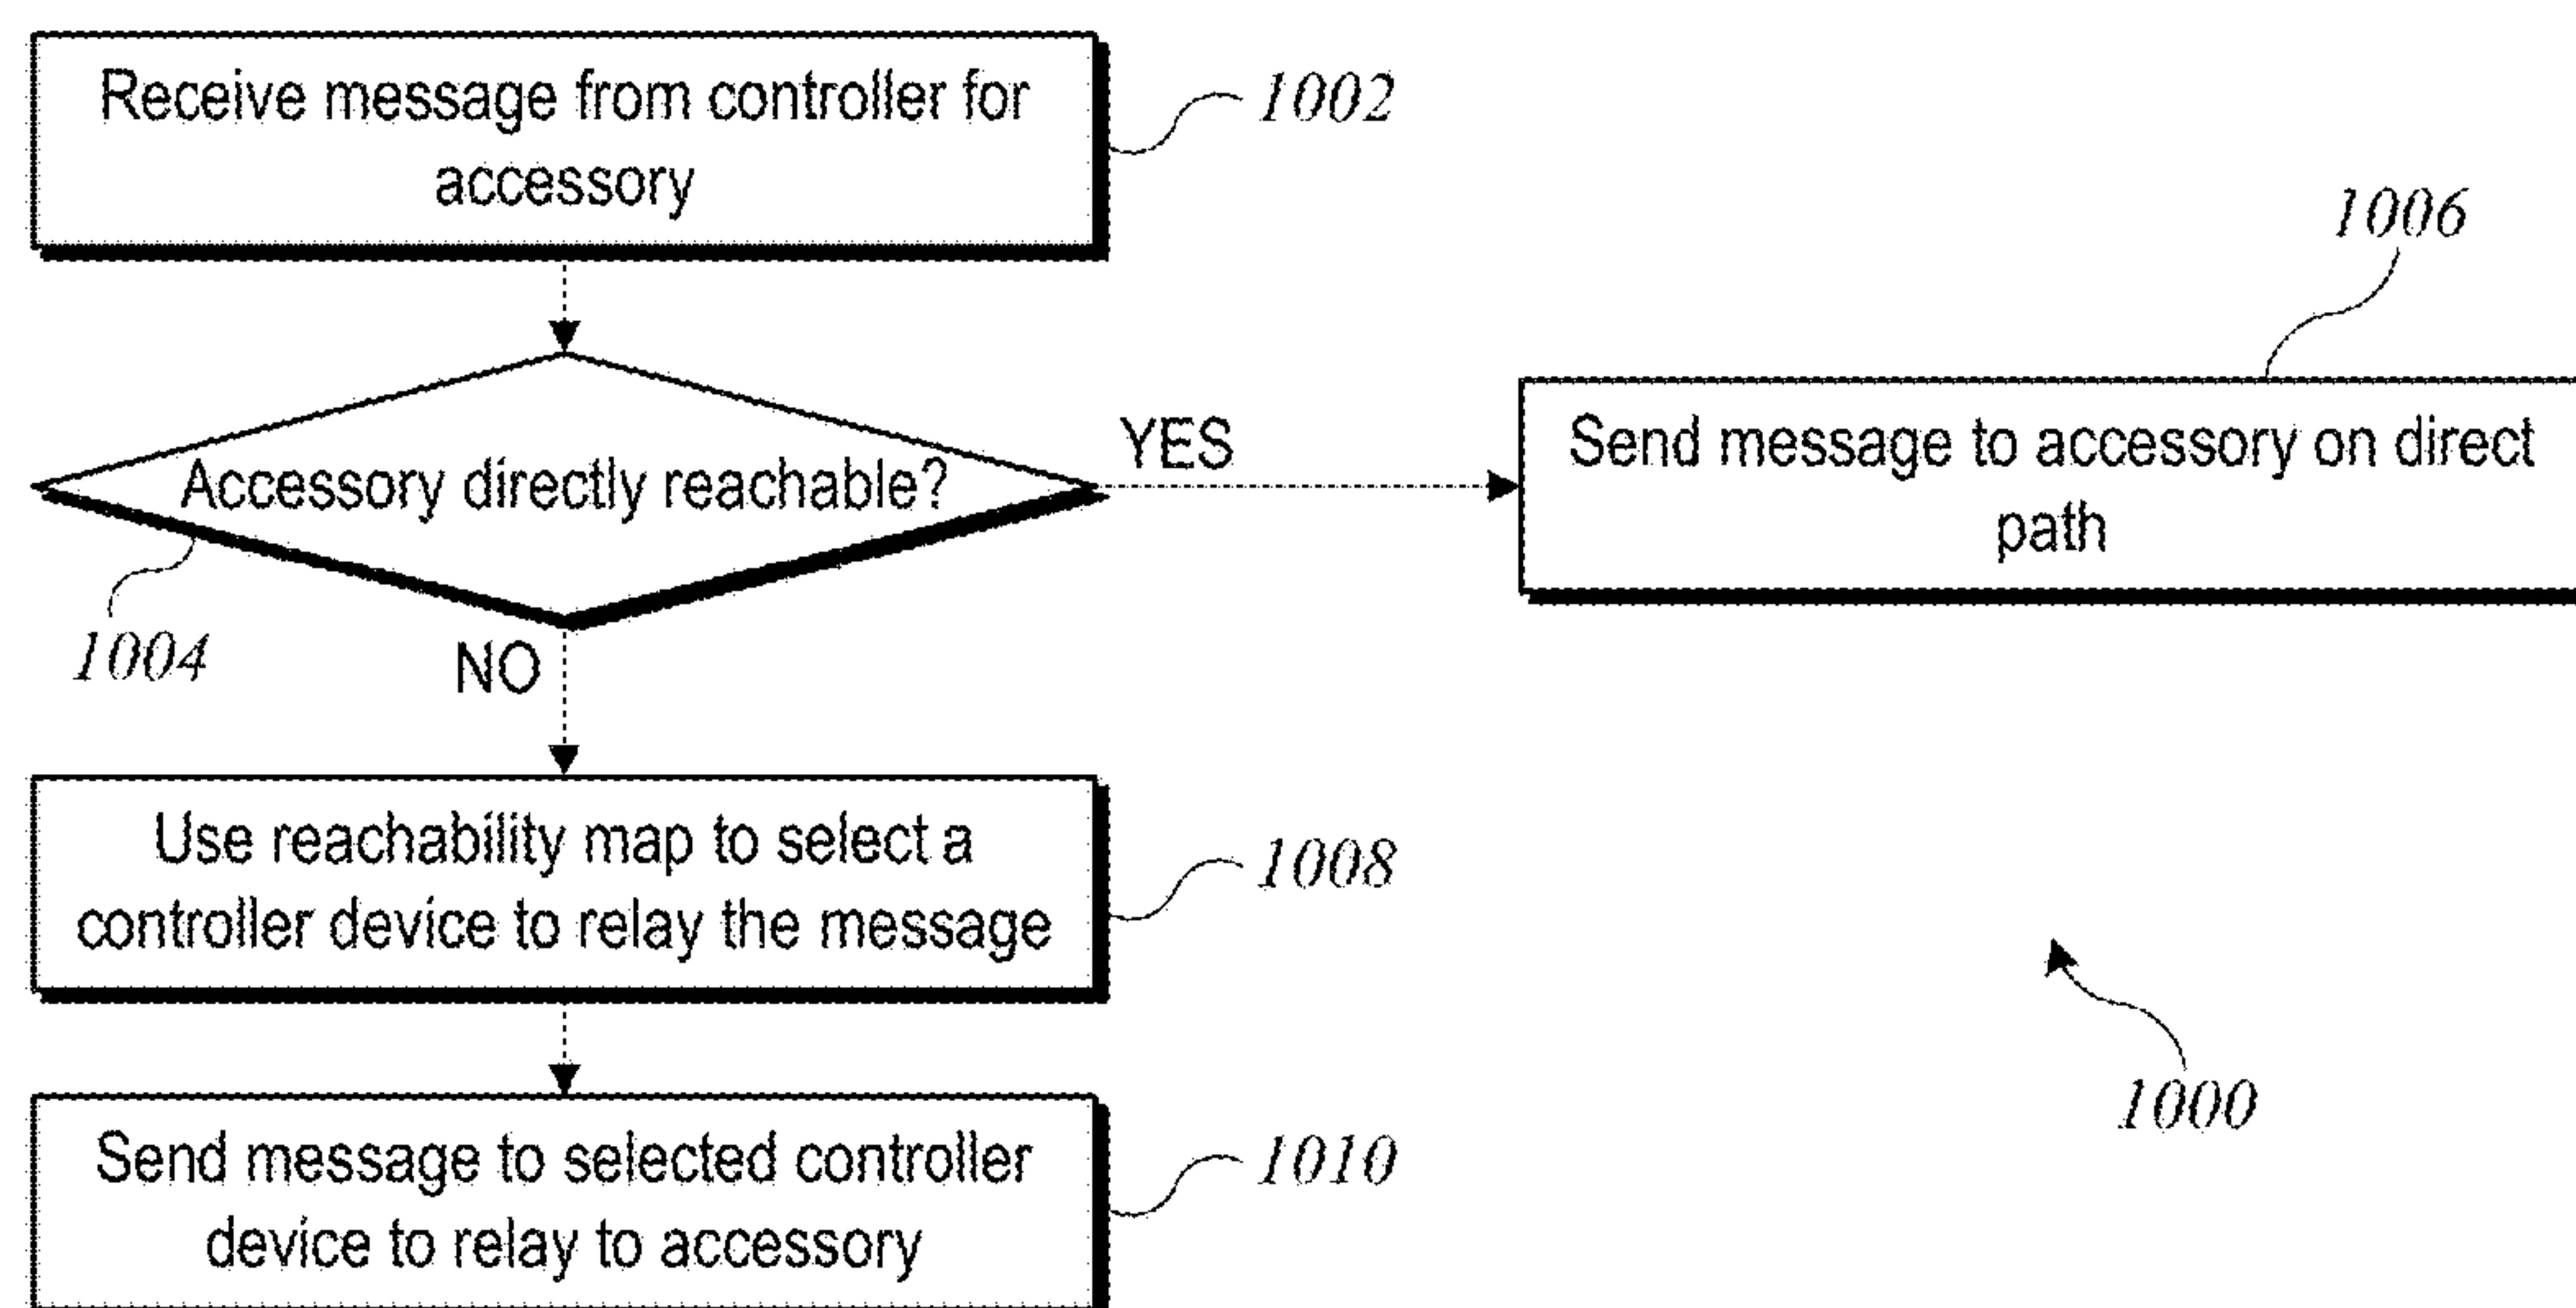 Receive message from controller for
accessory
1002
1006
Accessory directly reachable?
YES
Send message to accessory on direct
path
1004
NO
Use reachability map to select a
controller device to relay the message
1008
1000
Send message to selected controller
device to relay to accessory
1010